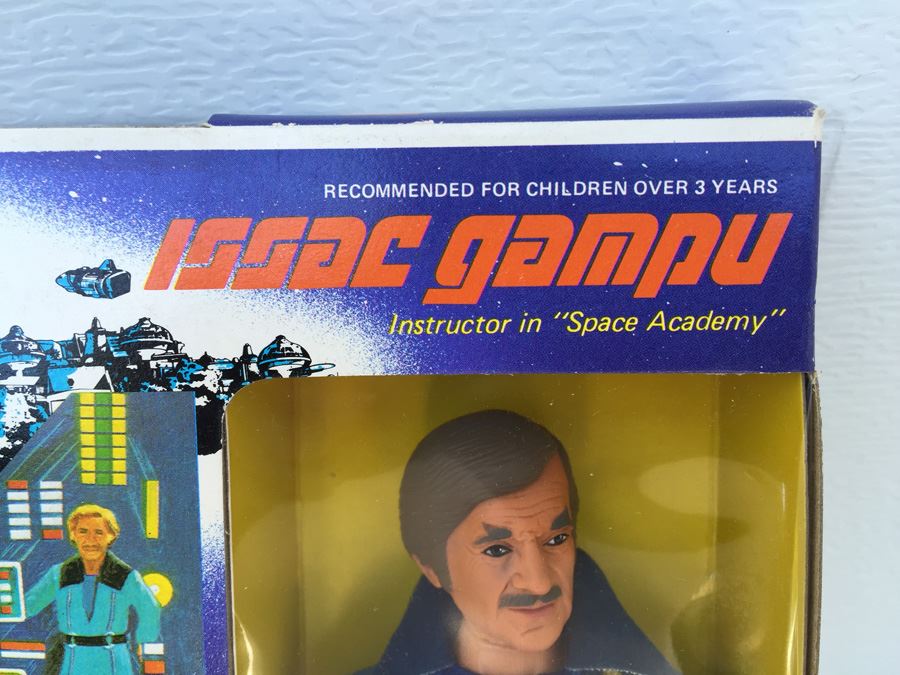 RECOMMENDED FOR CHILDREN OVER 3 YEARS
ISSAC gampu
Instructor in "Space Academy"